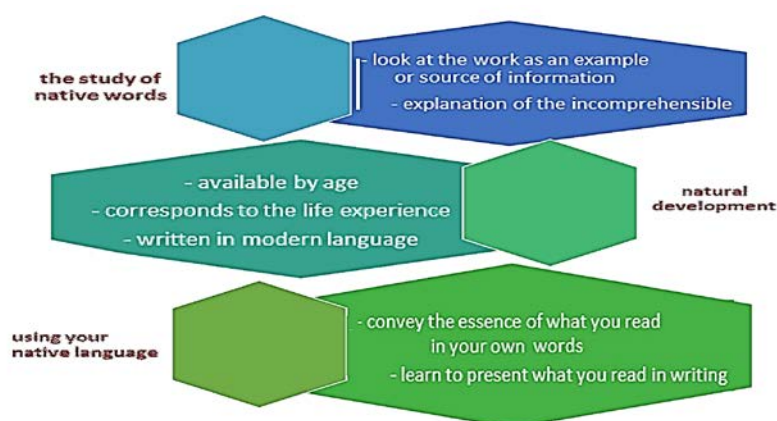 the study of
native words
- look at the work as an example
or source of information
- explanation of the incomprehensible
- available by age
- corresponds to the life experience
- written in modern language
natural
development
using your
native language
- convey the essence of what you read
in your own words
- learn to present what you read in writing